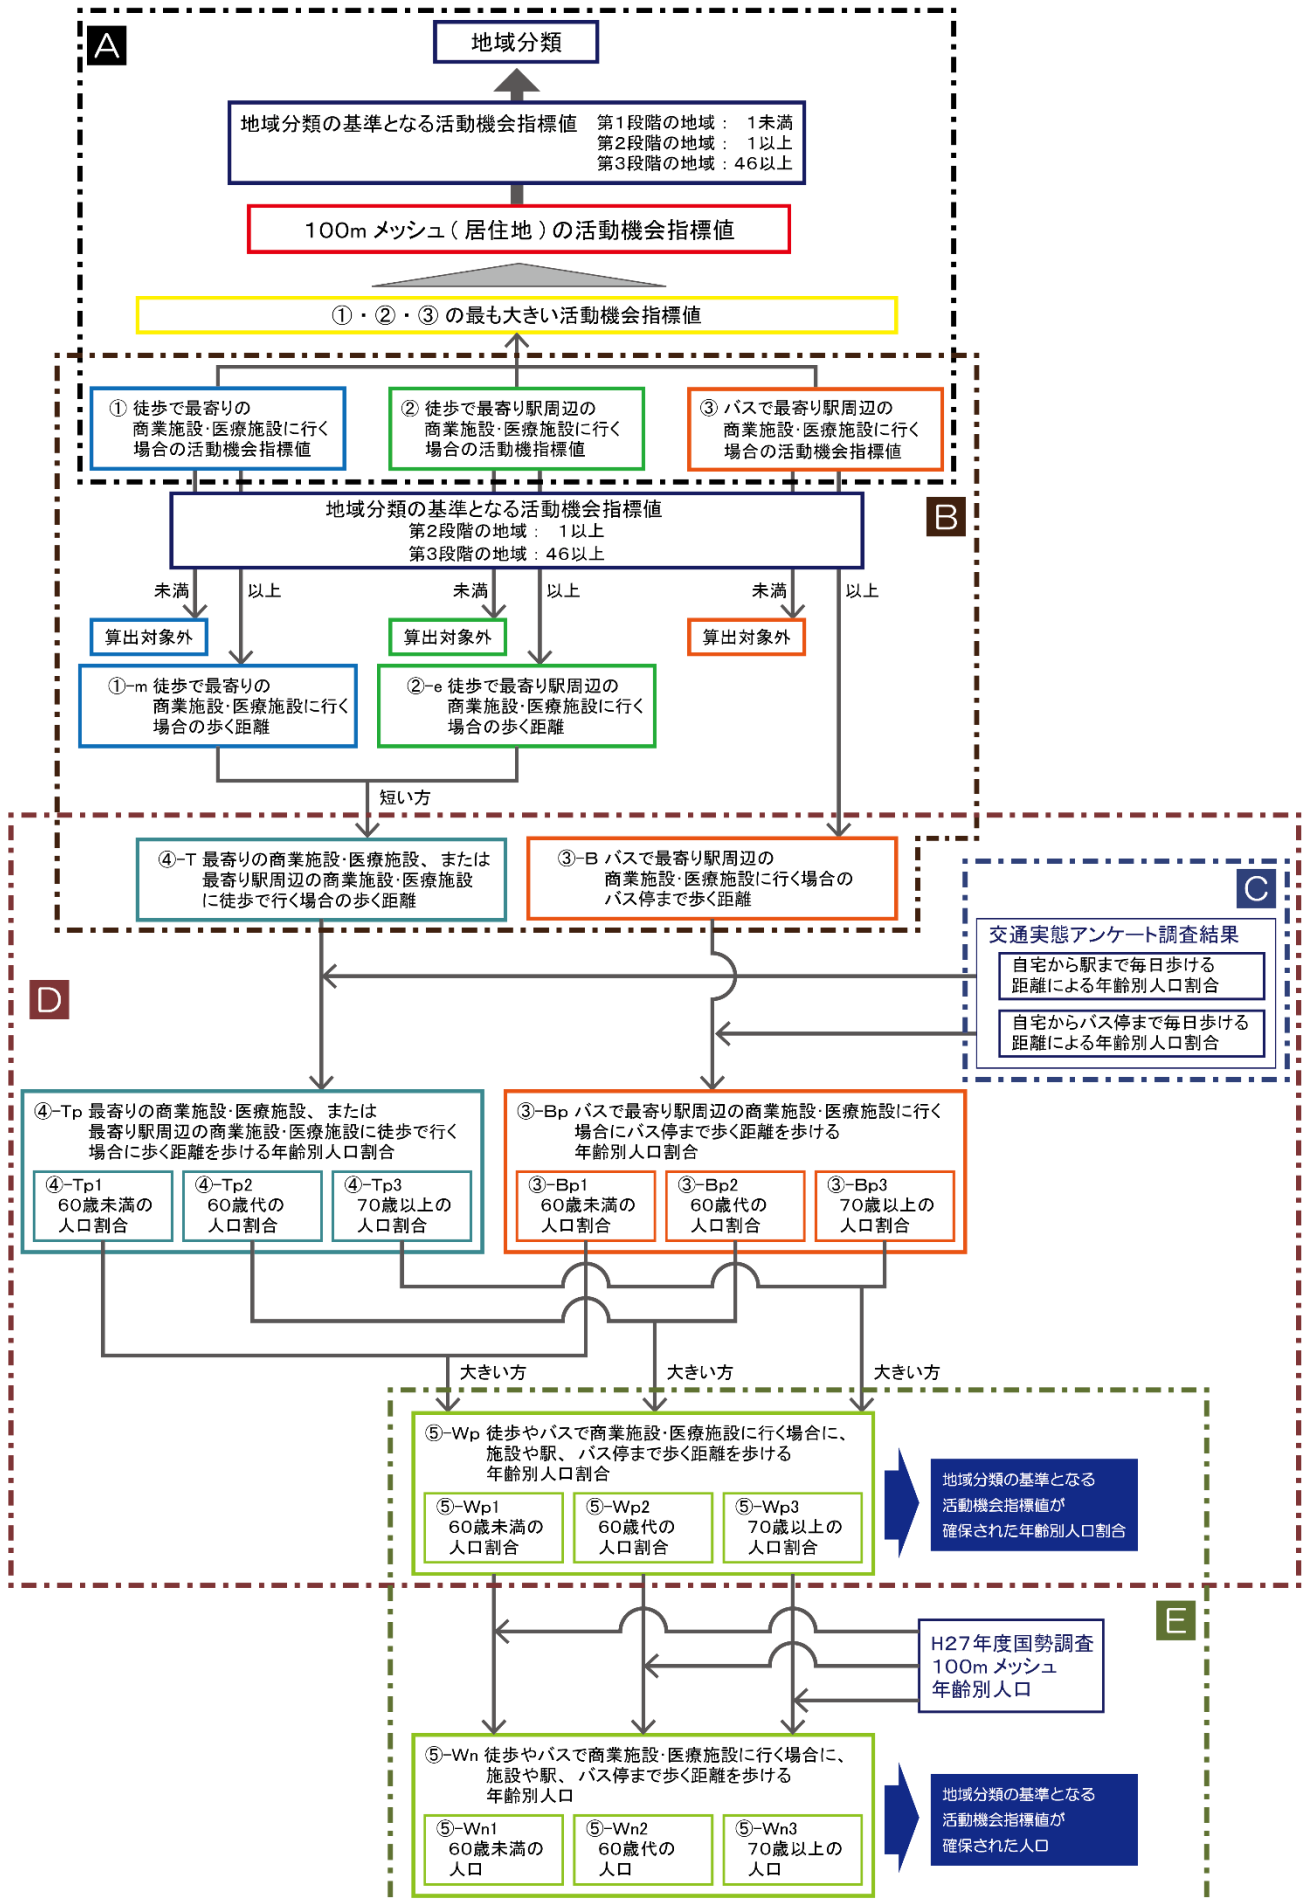 A
地域分類
地域分類の基準となる活動機会指標値
第1段階の地域： 1未満
第2段階の地域： 1以上
第3段階の地域：46以上
100m メッシュ（居住地）の活動機会指標値
①・②・③の最も大きい活動機会指標値
① 徒歩で最寄りの
商業施設・医療施設に行く
場合の活動機会指標値
② 徒歩で最寄り駅周辺の
商業施設・医療施設に行く
場合の活動機指標値
③ バスで最寄り駅周辺の
商業施設・医療施設に行く
場合の活動機会指標値
B
地域分類の基準となる活動機会指標値
第2段階の地域： 1以上
第3段階の地域：46以上
未満
以上
未満
以上
未満
以上
算出対象外
算出対象外
算出対象外
①-m 徒歩で最寄りの
商業施設・医療施設に行く
場合の歩く距離
②-e 徒歩で最寄り駅周辺の
商業施設・医療施設に行く
場合の歩く距離
短い方
④-T 最寄りの商業施設・医療施設、または
最寄り駅周辺の商業施設・医療施設
に徒歩で行く場合の歩く距離
③-B バスで最寄り駅周辺の
商業施設・医療施設に行く場合の
バス停まで歩く距離
C
交通実態アンケート調査結果
自宅から駅まで毎日歩ける
距離による年齢別人口割合
自宅からバス停まで毎日歩ける
距離による年齢別人口割合
D
④-Tp 最寄りの商業施設・医療施設、または
最寄り駅周辺の商業施設・医療施設に徒歩で行く
場合に歩く距離を歩ける年齢別人口割合
④-Tp1
60歳未満の
人口割合
④-Tp2
60歳代の
人口割合
④-Tp3
70歳以上の
人口割合
③-Bp バスで最寄り駅周辺の商業施設・医療施設に行く
場合にバス停まで歩く距離を歩ける
年齢別人口割合
③-Bp1
60歳未満の
人口割合
③-Bp2
60歳代の
人口割合
③-Bp3
70歳以上の
人口割合
大きい方
大きい方
大きい方
⑤-Wp 徒歩やバスで商業施設・医療施設に行く場合に、
施設や駅、バス停まで歩く距離を歩ける
年齢別人口割合
⑤-Wp1
60歳未満の
人口割合
⑤-Wp2
60歳代の
人口割合
⑤-Wp3
70歳以上の
人口割合
地域分類の基準となる
活動機会指標値が
確保された年齢別人口割合
E
H27年度国勢調査
100m メッシュ
年齢別人口
⑤-Wn 徒歩やバスで商業施設・医療施設に行く場合に、
施設や駅、バス停まで歩く距離を歩ける
年齢別人口
⑤-Wn1
60歳未満の
人口
⑤-Wn2
60歳代の
人口
⑤-Wn3
70歳以上の
人口
地域分類の基準となる
活動機会指標値が
確保された人口